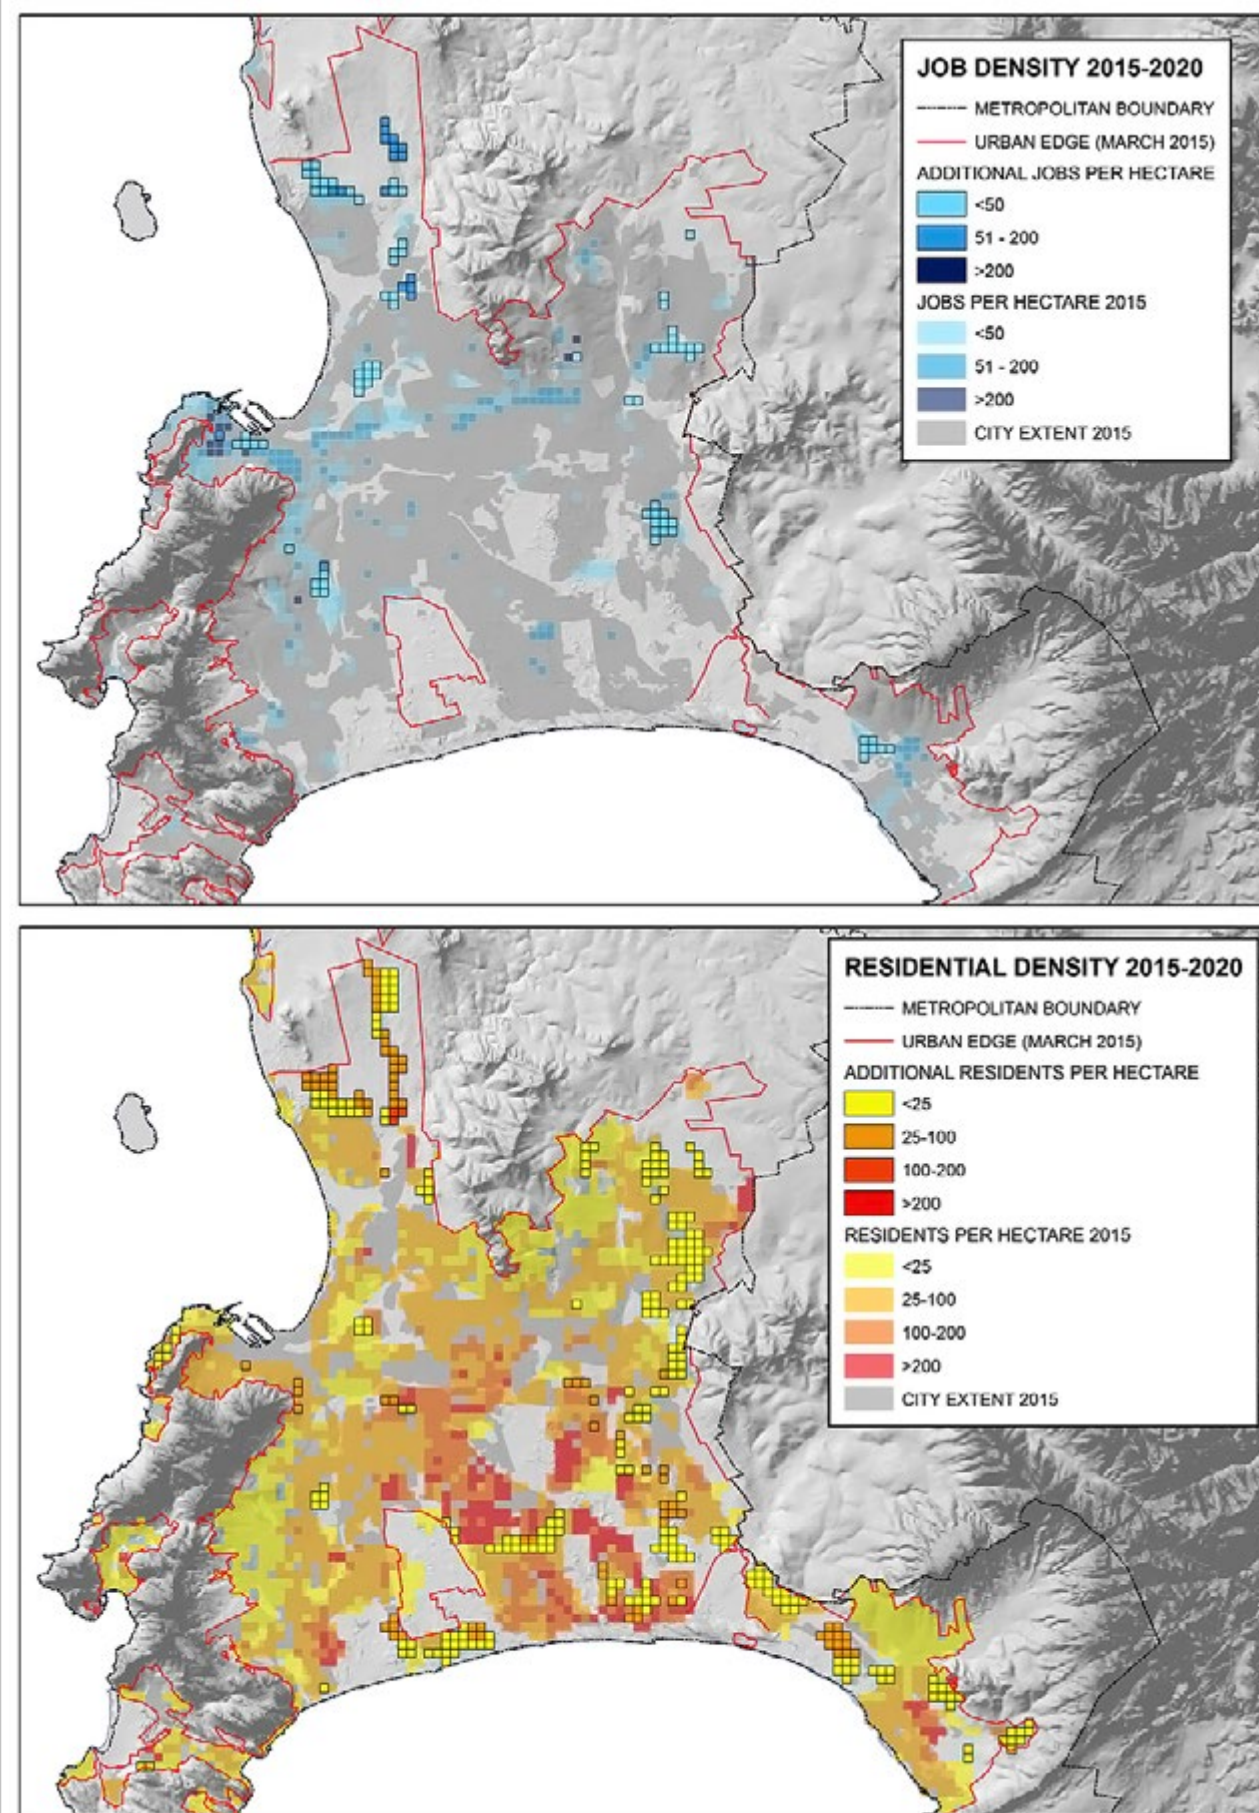 JOB DENSITY 2015-2020
METROPOLITAN BOUNDARY
URBAN EDGE (MARCH 2015)
ADDITIONAL JOBS PER HECTARE
<50
51 - 200
>200
JOBS PER HECTARE 2015
<50
51 - 200
>200
CITY EXTENT 2015
RESIDENTIAL DENSITY 2015-2020
METROPOLITAN BOUNDARY
URBAN EDGE (MARCH 2015)
ADDITIONAL RESIDENTS PER HECTARE
<25
25-100
100-200
>200
RESIDENTS PER HECTARE 2015
<25
25-100
100-200
>200
CITY EXTENT 2015